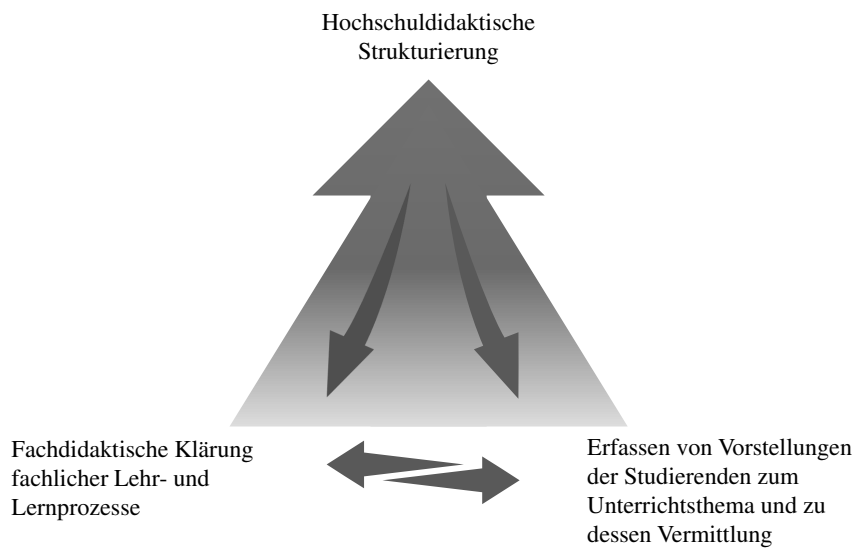 Hochschuldidaktische
Strukturierung
Fachdidaktische Klärung
fachlicher Lehr- und
Lernprozesse
Erfassen von Vorstellungen
der Studierenden zum
Unterrichtsthema und zu
dessen Vermittlung